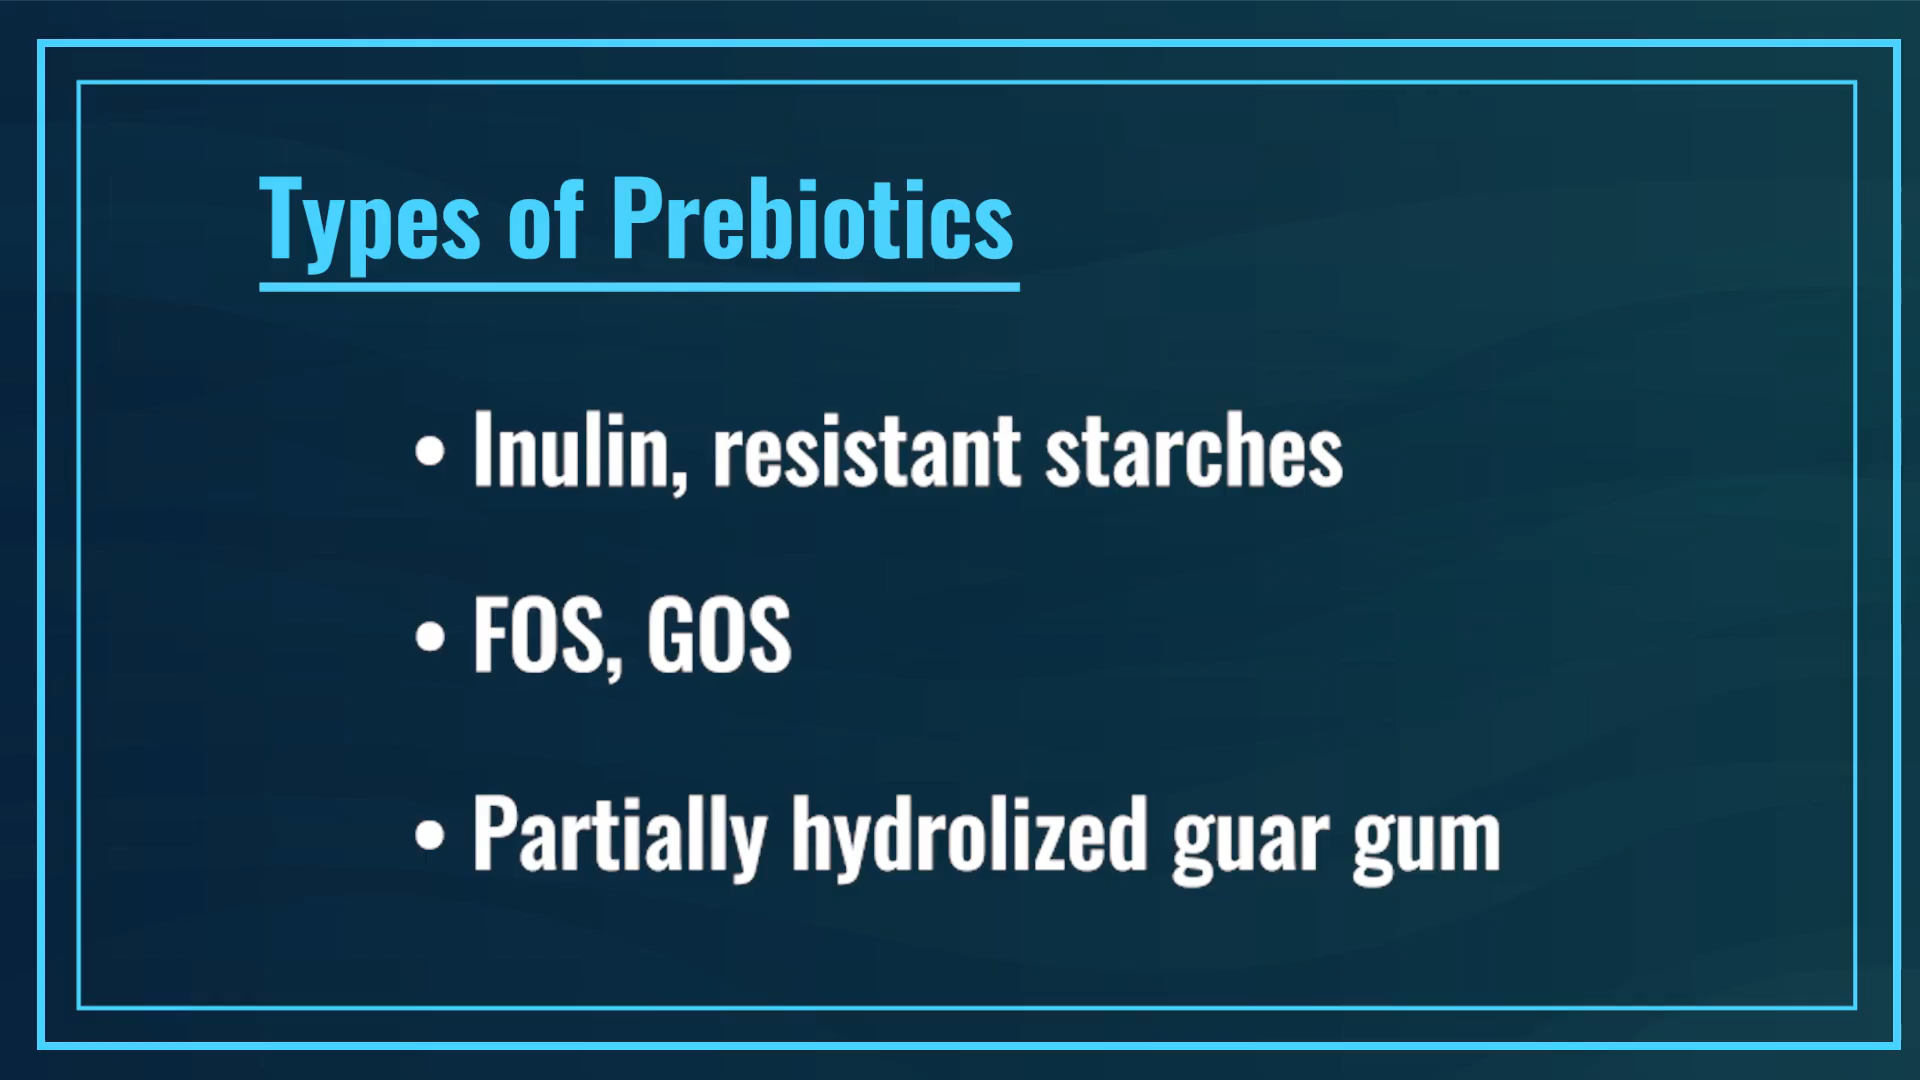 Types of Prebiotics
• Inulin, resistant starches
• FOS, GOS
• Partially hydrolized guar gum